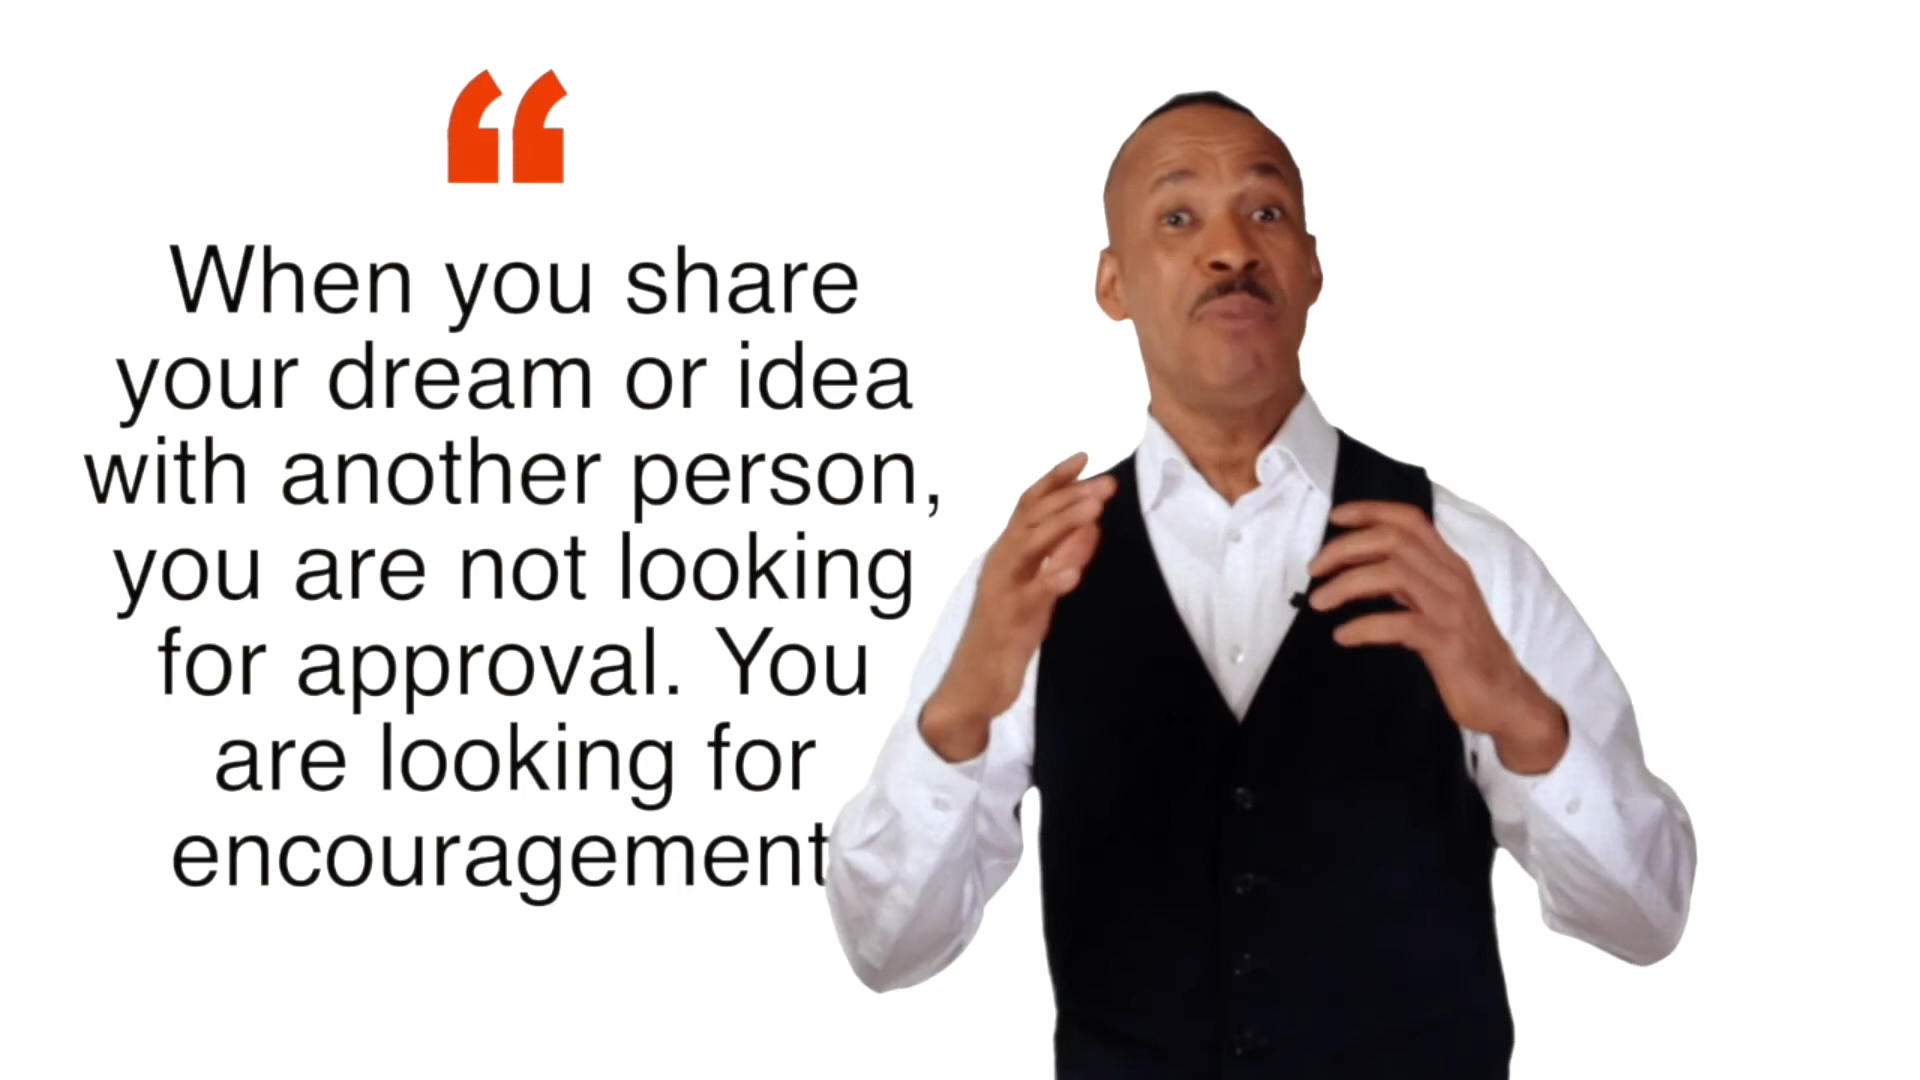 “
When you share
your dream or idea
with another person,
you are not looking
for approval. You
are looking for
encouragement